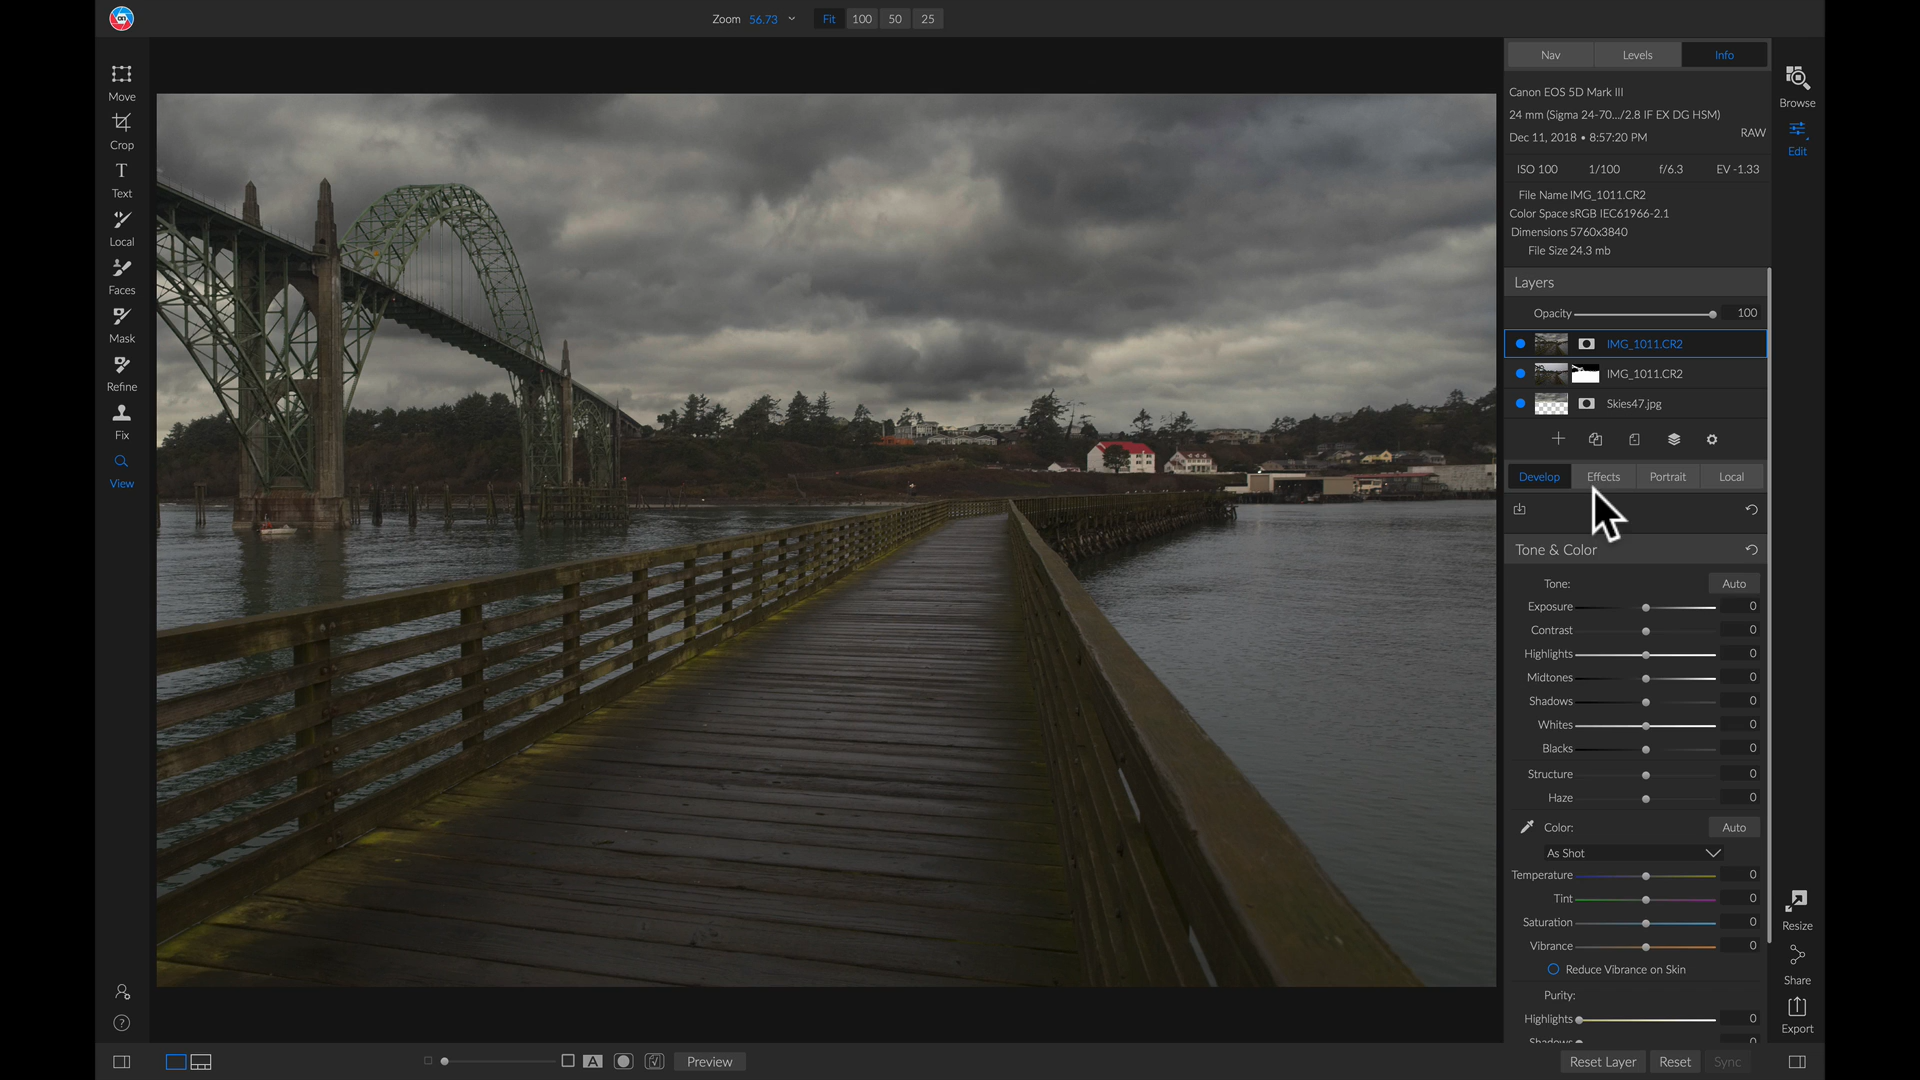 Zoom 56.73 Fit 100 50 25
Move
Crop
T
Text
Local
Faces
Mask
Refine
Fix
View
?
Nav Levels Info
Canon EOS 5D Mark III
24 mm (Sigma 24-70.../2.8 IF EX DG HSM)
Dec 11, 2018 • 8:57:20 PM
RAW
ISO 100 1/100 f/6.3 EV -1.33
File Name IMG_1011.CR2
Color Space sRGB IEC61966-2.1
Dimensions 5760x3840
File Size 24.3 mb
Layers
Opacity 100
IMG_1011.CR2
IMG_1011.CR2
Skies47.jpg
Develop Effects Portrait Local
Tone & Color
Tone: Auto
Exposure 0
Contrast 0
Highlights 0
Midtones 0
Shadows 0
Whites 0
Blacks 0
Structure 0
Haze 0
Color: Auto
As Shot
Temperature 0
Tint 0
Saturation 0
Vibrance 0
Reduce Vibrance on Skin
Purity:
Highlights 0
Shadows 0
Browse
Edit
Resize
Share
Export
A Preview
Reset Layer Reset Sync